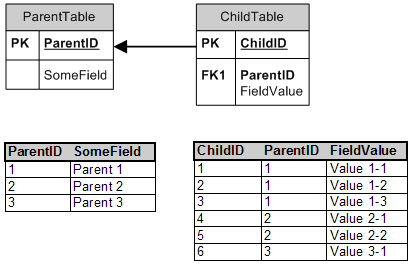 ParentTable
PK ParentID
SomeField
ChildTable
PK ChildID
FK1 ParentID
FieldValue
ParentID SomeField
1 Parent 1
2 Parent 2
3 Parent 3
ChildID ParentID FieldValue
1 1 Value 1-1
2 1 Value 1-2
3 1 Value 1-3
4 2 Value 2-1
5 2 Value 2-2
6 3 Value 3-1